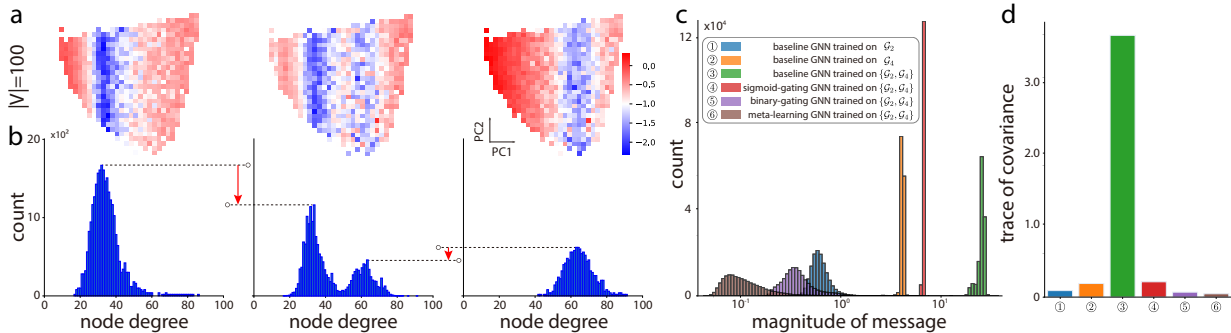 a
|V|=100
0,0
−0.5
−1.0
−1.5
−2.0
PC2
PC1
b
×10²
20
10
0
count
0 20 40 60 80 100
node degree
0 20 40 60 80 100
node degree
0 20 40 60 80 100
node degree
c
×10⁴
12
8
4
0
count
① baseline GNN trained on 𝒢₂
② baseline GNN trained on 𝒢₄
③ baseline GNN trained on {𝒢₂, 𝒢₄}
④ sigmoid-gating GNN trained on {𝒢₂, 𝒢₄}
⑤ binary-gating GNN trained on {𝒢₂, 𝒢₄}
⑥ meta-learning GNN trained on {𝒢₂, 𝒢₄}
10⁻¹ 10⁰ 10¹
magnitude of message
d
3.0
2.0
1.0
0
trace of covariance
① ② ③ ④ ⑤ ⑥